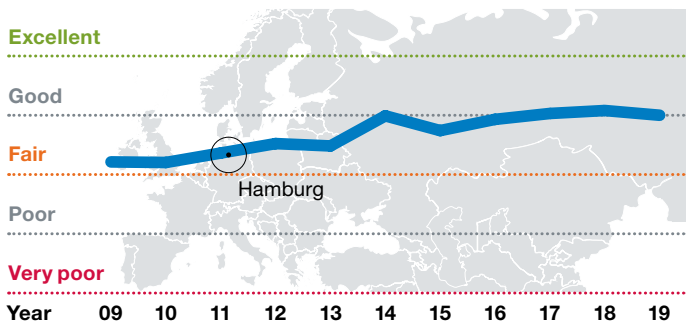 Excellent
Good
Fair
Hamburg
Poor
Very poor
Year 09 10 11 12 13 14 15 16 17 18 19